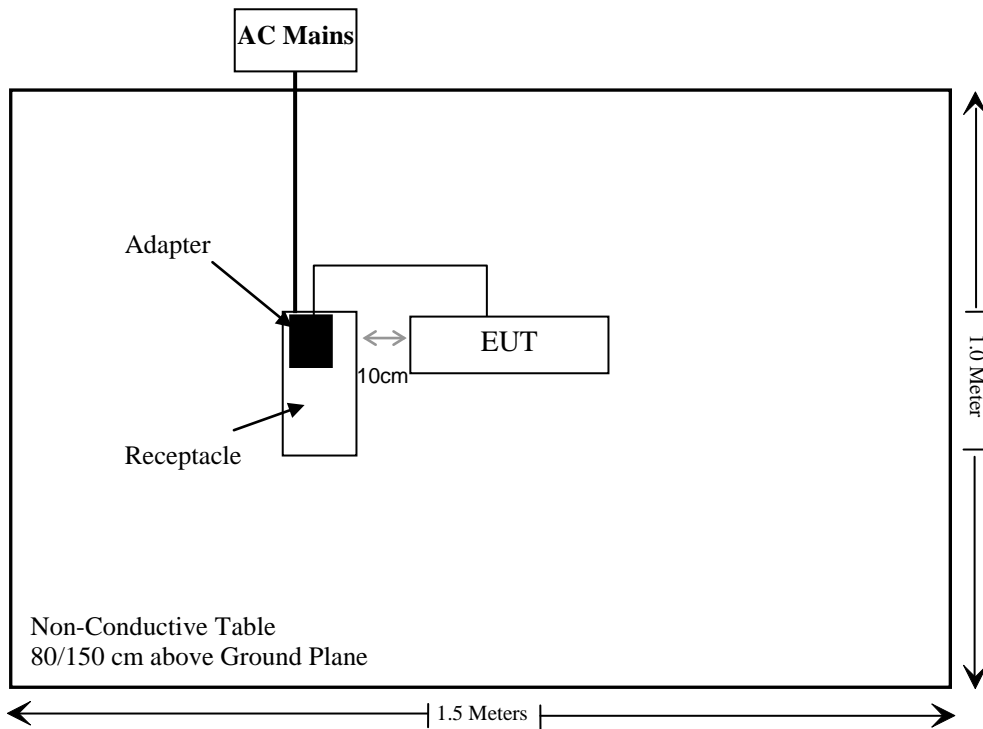 AC Mains
Adapter
EUT
10cm
1.0 Meter
Receptacle
Non-Conductive Table
80/150 cm above Ground Plane
1.5 Meters